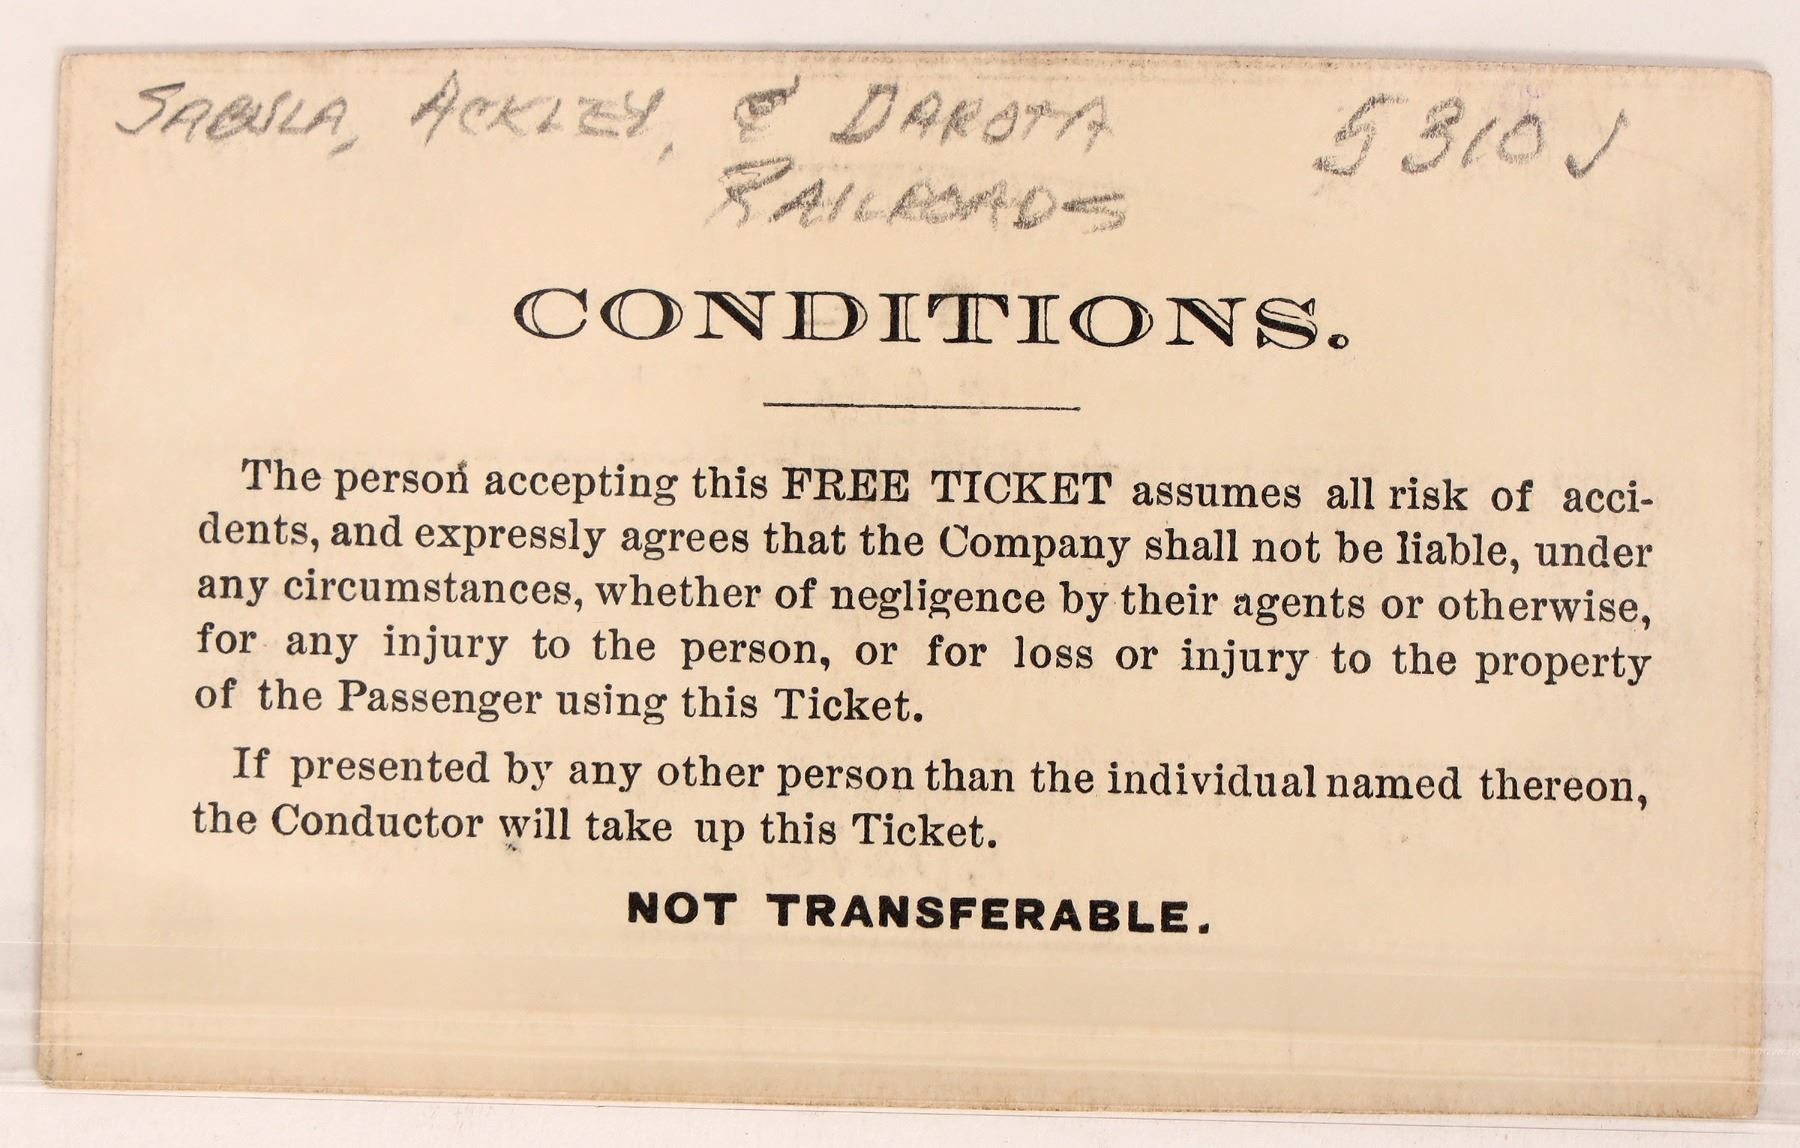 SABULA, ACKLEY, & DAKOTA 5310 J
RAILROADS
CONDITIONS.
The person accepting this FREE TICKET assumes all risk of acci-
dents, and expressly agrees that the Company shall not be liable, under
any circumstances, whether of negligence by their agents or otherwise,
for any injury to the person, or for loss or injury to the property
of the Passenger using this Ticket.
If presented by any other person than the individual named thereon,
the Conductor will take up this Ticket.
NOT TRANSFERABLE.